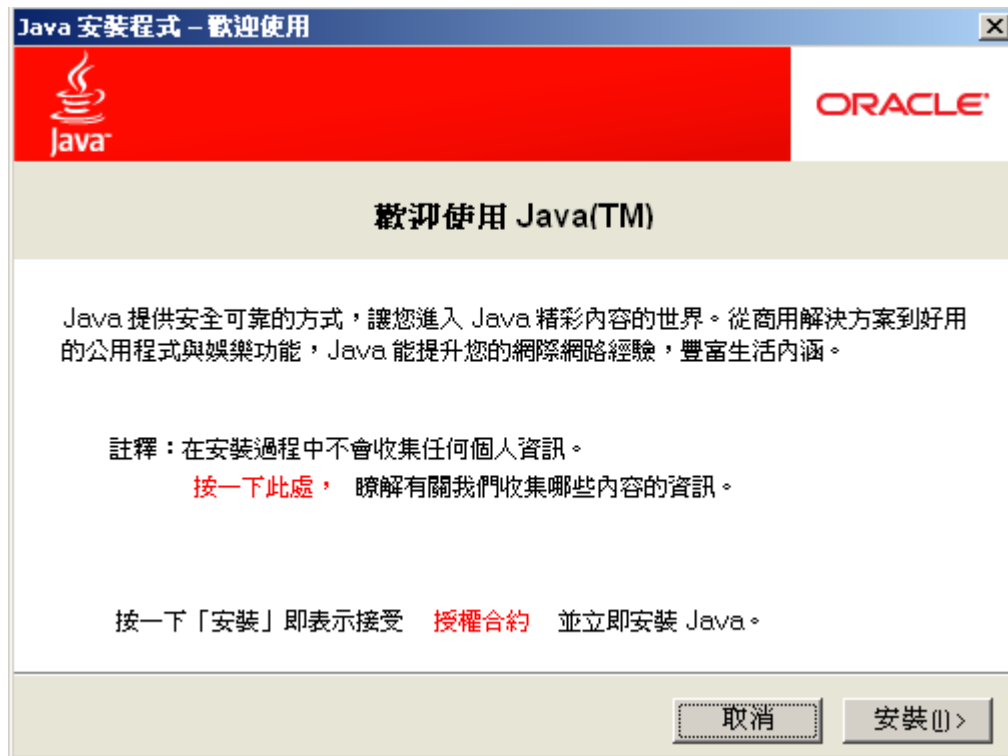 Java 安裝程式 – 歡迎使用
Java™
ORACLE®
歡迎使用 Java(TM)
Java 提供安全可靠的方式，讓您進入 Java 精彩內容的世界。從商用解決方案到好用
的公用程式與娛樂功能，Java 能提升您的網際網路經驗，豐富生活內涵。
註釋：在安裝過程中不會收集任何個人資訊。
按一下此處， 瞭解有關我們收集哪些內容的資訊。
按一下「安裝」即表示接受 授權合約 並立即安裝 Java。
取消 安裝(I) >